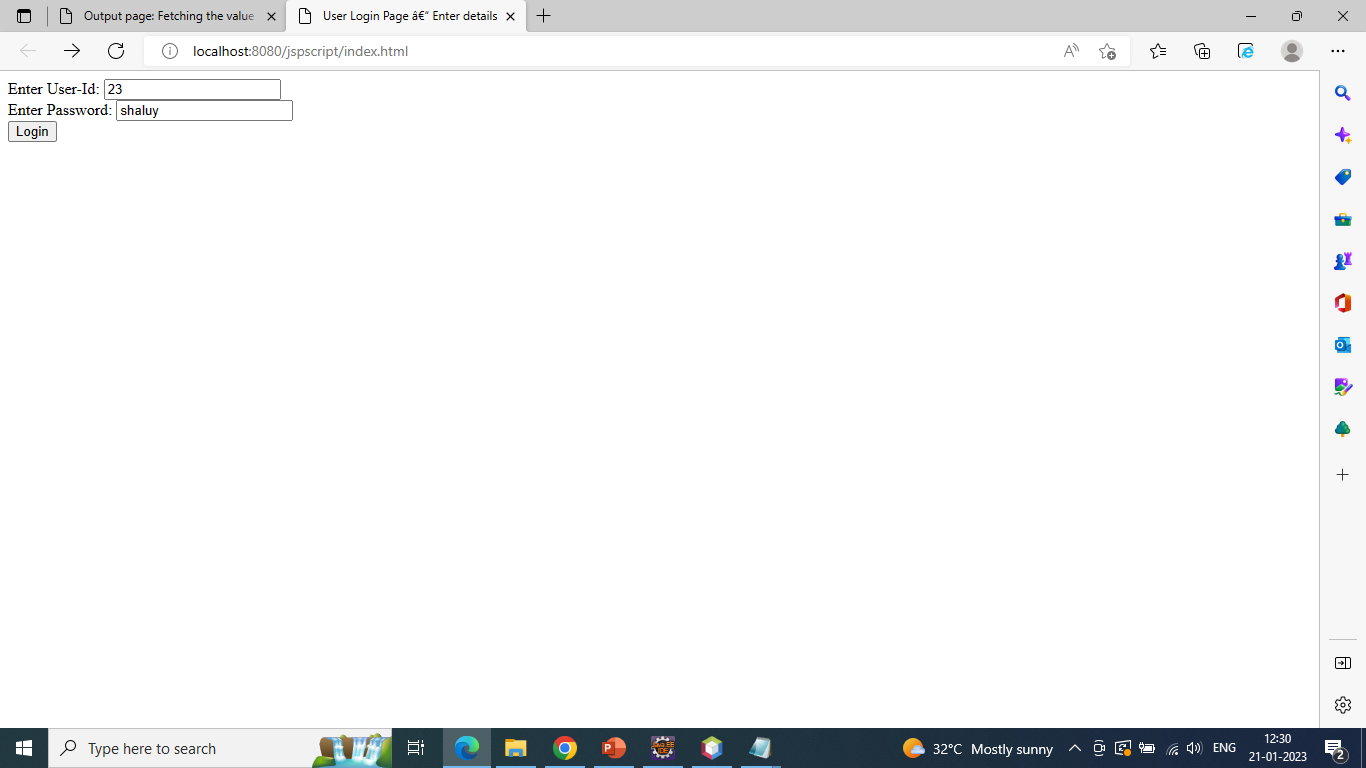 Output page: Fetching the value
User Login Page â€“ Enter details
localhost:8080/jspscript/index.html
Enter User-Id: 23
Enter Password: shaluy
Login
Type here to search
32°C Mostly sunny
ENG
12:30
21-01-2023
2